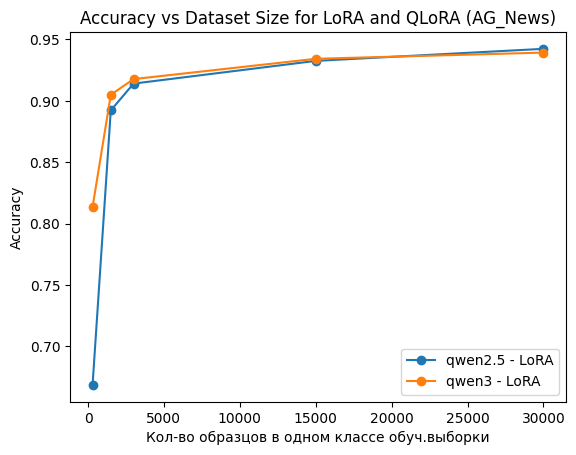 Accuracy vs Dataset Size for LoRA and QLoRA (AG_News)
0.95
0.90
0.85
0.80
0.75
0.70
Accuracy
qwen2.5 - LoRA
qwen3 - LoRA
0 5000 10000 15000 20000 25000 30000
Кол-во образцов в одном классе обуч.выборки